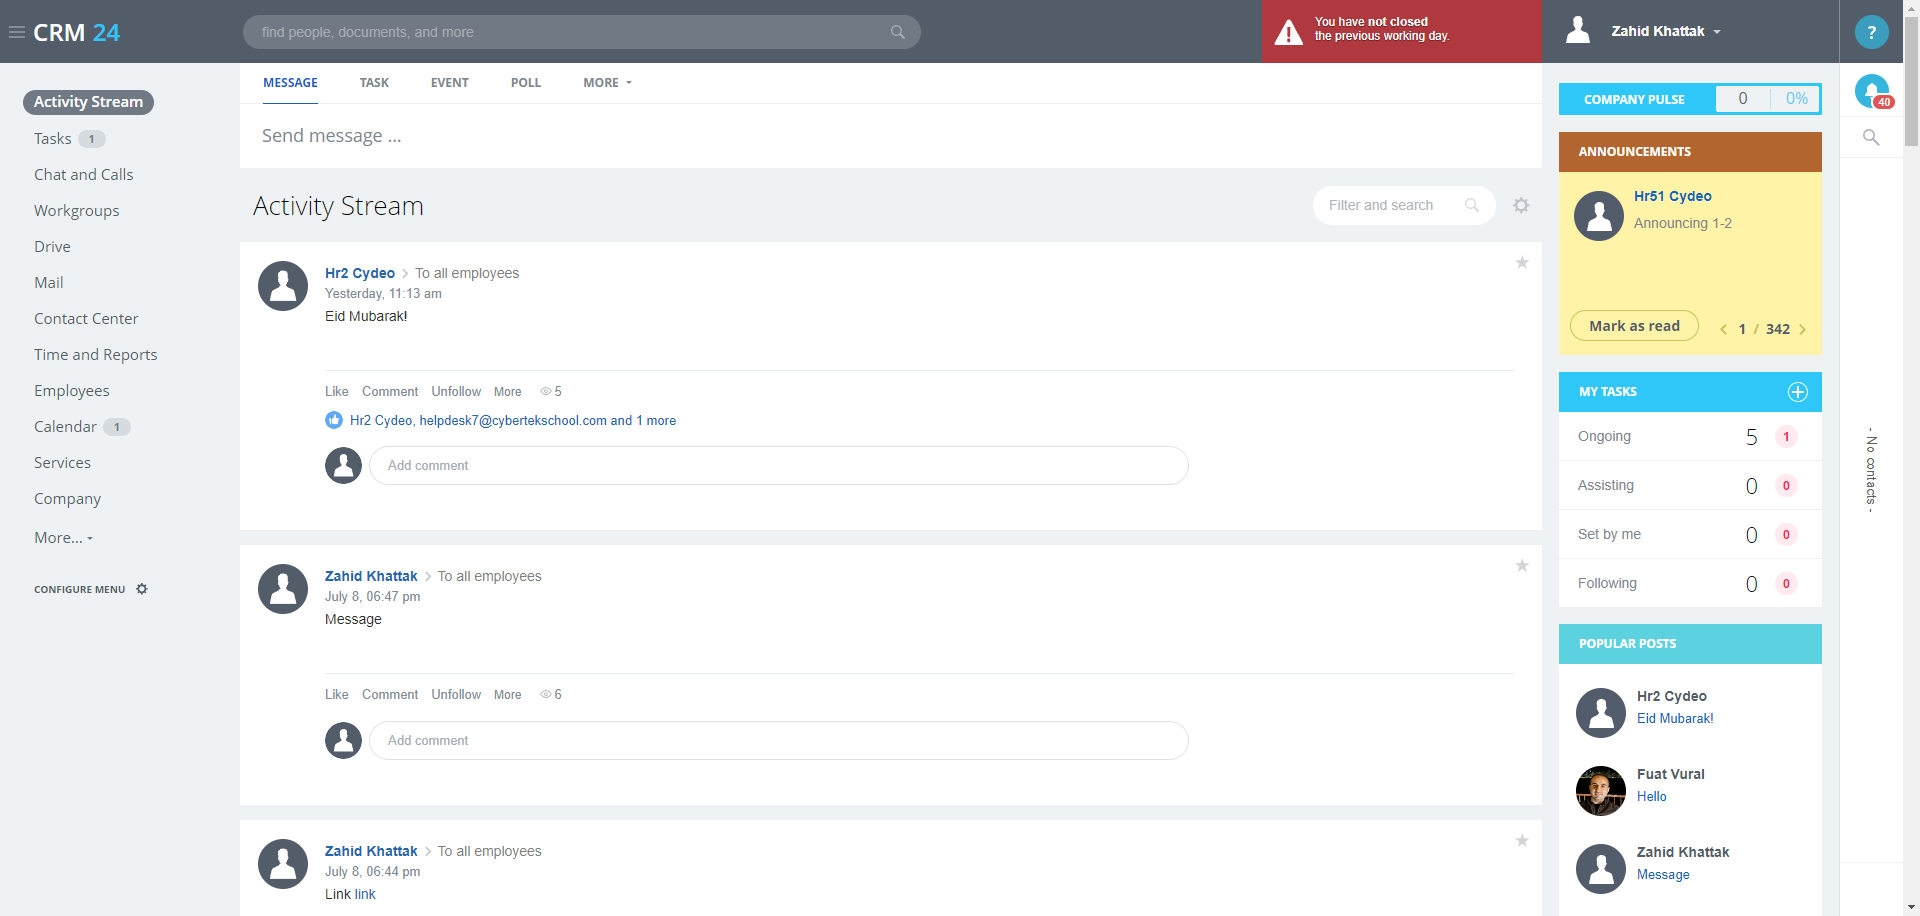 CRM 24
find people, documents, and more
You have not closed
the previous working day.
Zahid Khattak
?
40
Activity Stream
Tasks 1
Chat and Calls
Workgroups
Drive
Mail
Contact Center
Time and Reports
Employees
Calendar 1
Services
Company
More...
CONFIGURE MENU
MESSAGE TASK EVENT POLL MORE
Send message ...
Activity Stream
Filter and search
Hr2 Cydeo To all employees
Yesterday, 11:13 am
Eid Mubarak!
Like Comment Unfollow More 5
Hr2 Cydeo, helpdesk7@cybertekschool.com and 1 more
Add comment
Zahid Khattak To all employees
July 8, 06:47 pm
Message
Like Comment Unfollow More 6
Add comment
Zahid Khattak To all employees
July 8, 06:44 pm
Link link
COMPANY PULSE 0 0%
ANNOUNCEMENTS
Hr51 Cydeo
Announcing 1-2
Mark as read 1 / 342
MY TASKS
Ongoing 5 1
Assisting 0 0
Set by me 0 0
Following 0 0
POPULAR POSTS
Hr2 Cydeo
Eid Mubarak!
Fuat Vural
Hello
Zahid Khattak
Message
- No contacts -